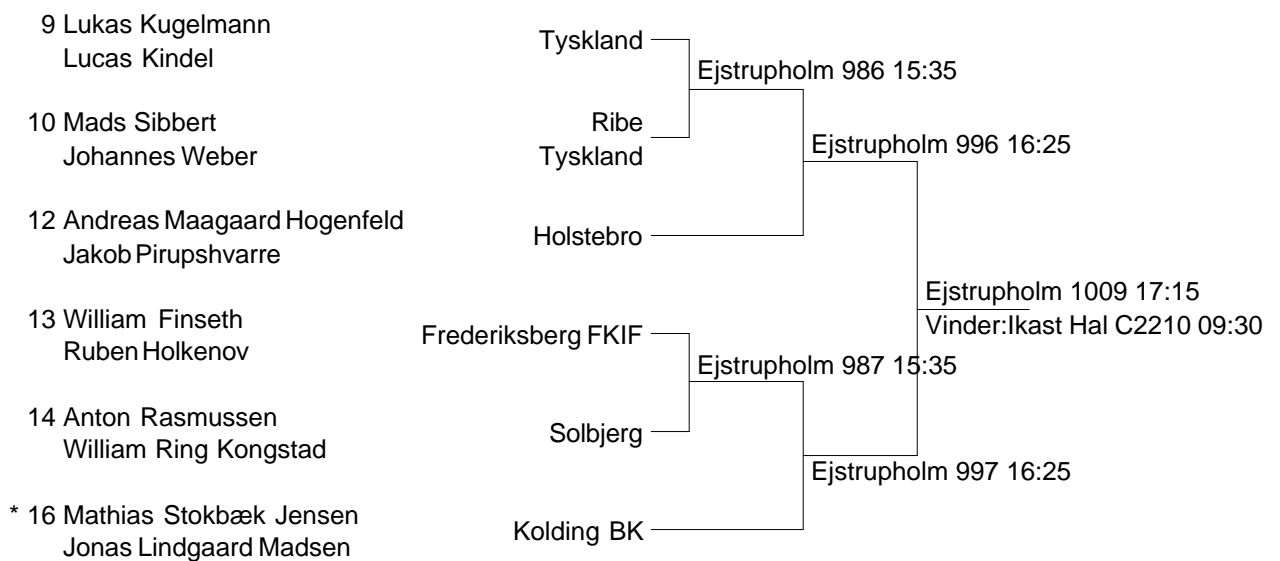 9 Lukas Kugelmann Tyskland
Lucas Kindel
Ejstrupholm 986 15:35
10 Mads Sibbert Ribe
Johannes Weber Tyskland
Ejstrupholm 996 16:25
12 Andreas Maagaard Hogenfeld Holstebro
Jakob Pirupshvarre
Ejstrupholm 1009 17:15
Vinder:Ikast Hal C2210 09:30
13 William Finseth Frederiksberg FKIF
Ruben Holkenov
Ejstrupholm 987 15:35
14 Anton Rasmussen Solbjerg
William Ring Kongstad
Ejstrupholm 997 16:25
* 16 Mathias Stokbæk Jensen Kolding BK
Jonas Lindgaard Madsen